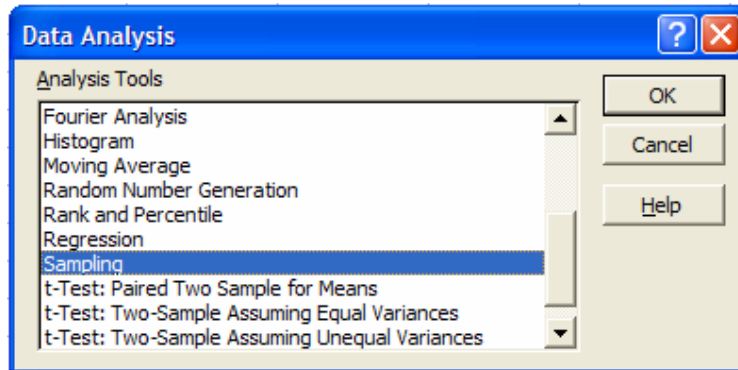 Data Analysis
Analysis Tools
Fourier Analysis
Histogram
Moving Average
Random Number Generation
Rank and Percentile
Regression
Sampling
t-Test: Paired Two Sample for Means
t-Test: Two-Sample Assuming Equal Variances
t-Test: Two-Sample Assuming Unequal Variances
OK
Cancel
Help